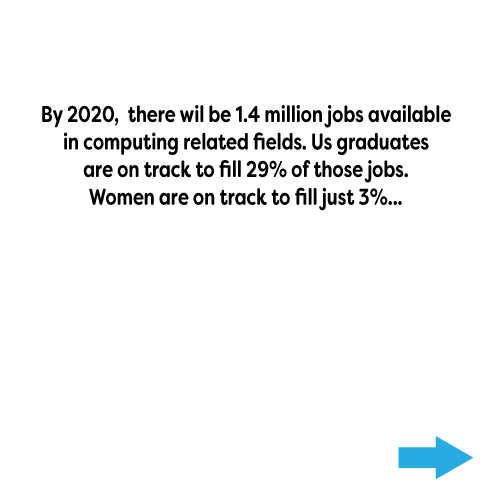 By 2020,  there wil be 1.4 million jobs available
in computing related fields. Us graduates
are on track to fill 29% of those jobs.
Women are on track to fill just 3%...